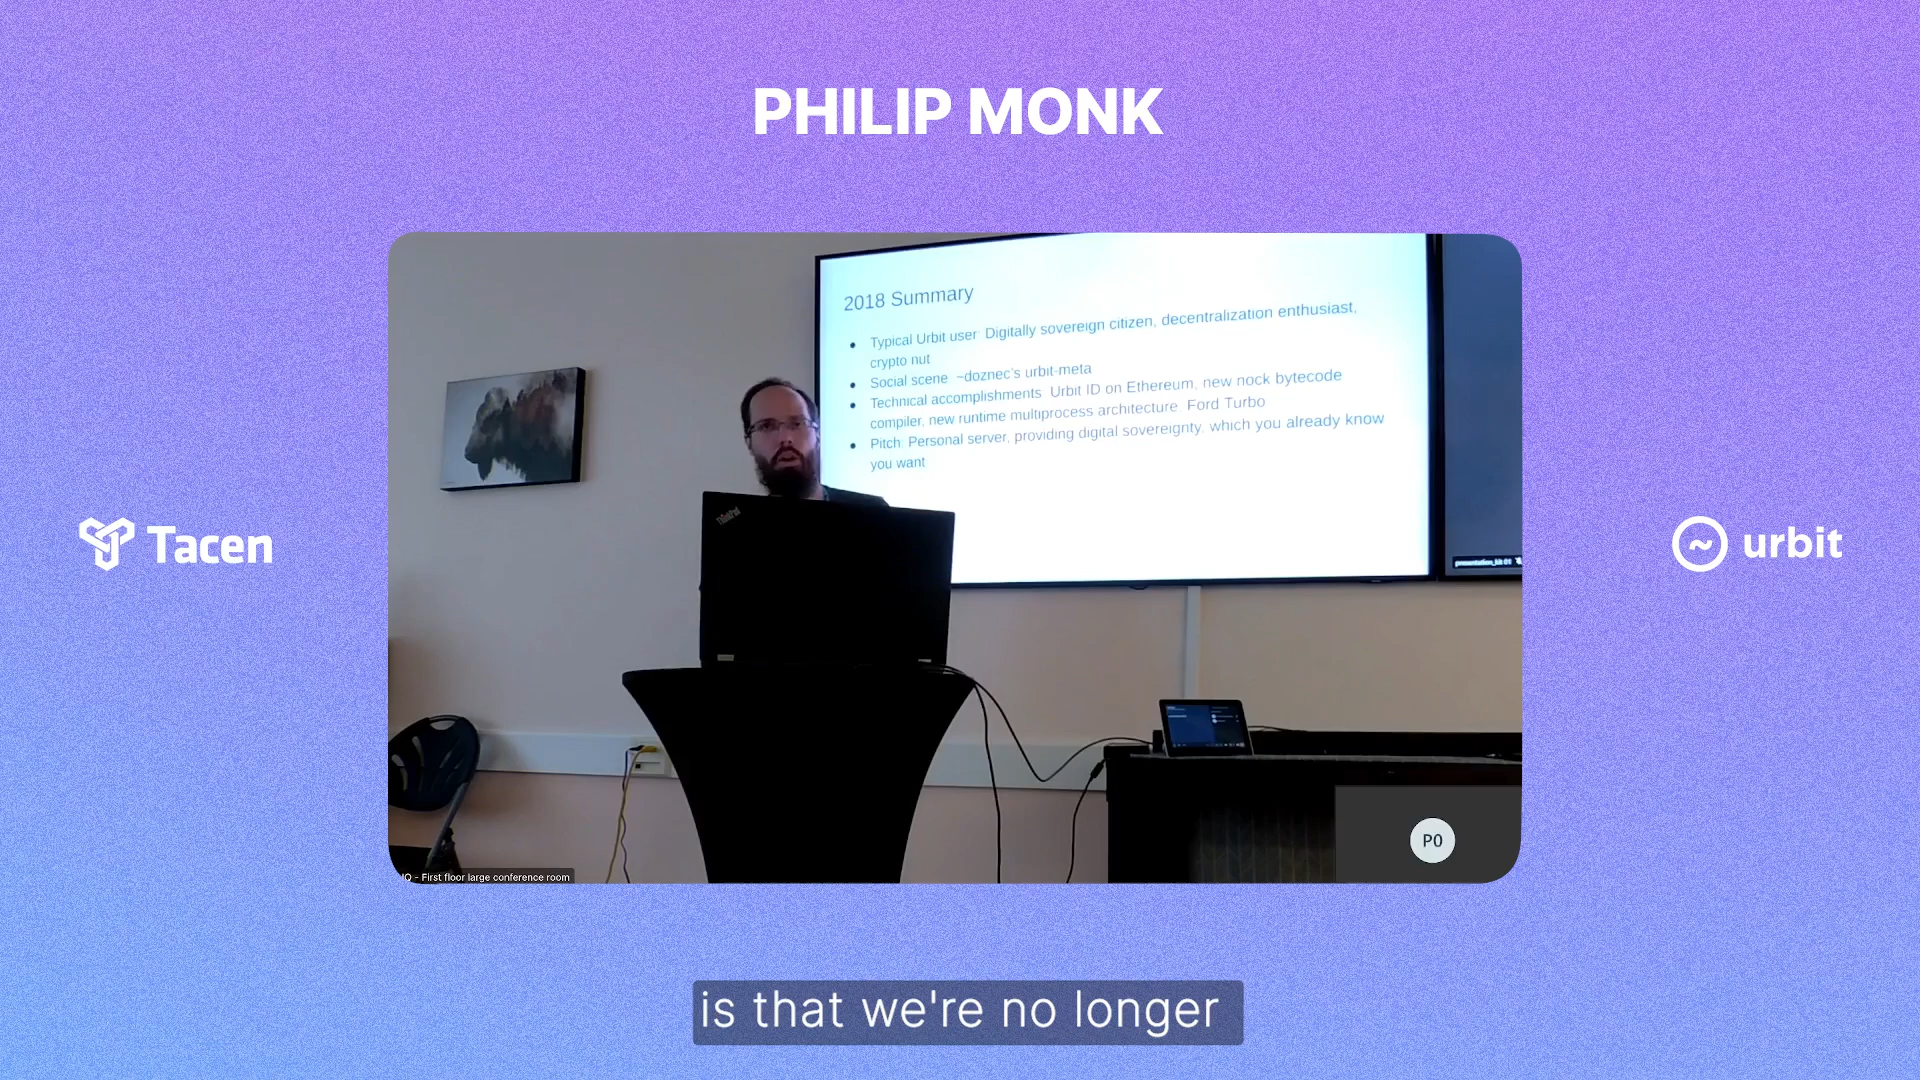 PHILIP MONK
2018 Summary
Typical Urbit user: Digitally sovereign citizen, decentralization enthusiast,
crypto nut
Social scene: ~doznec's urbit-meta
Technical accomplishments: Urbit ID on Ethereum, new nock bytecode
compiler, new runtime multiprocess architecture, Ford Turbo
Pitch: Personal server, providing digital sovereignty, which you already know
you want
ThinkPad
Tacen
urbit
P0
IQ - First floor large conference room
is that we're no longer